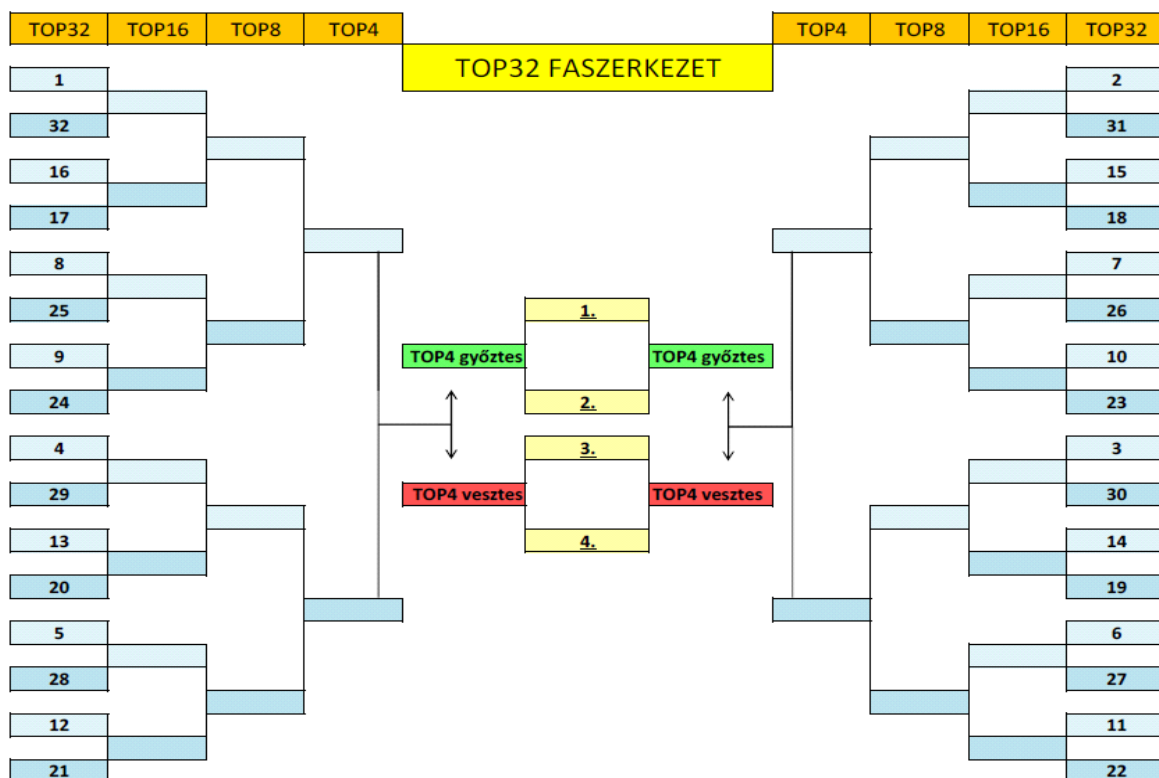 TOP32 TOP16 TOP8 TOP4 TOP4 TOP8 TOP16 TOP32
TOP32 FASZERKEZET
1 2
32 31
16 15
17 18
8 7
25 1. 26
9 TOP4 győztes TOP4 győztes 10
24 2. 23
4 3. 3
29 TOP4 vesztes TOP4 vesztes 30
13 4. 14
20 19
5 6
28 27
12 11
21 22